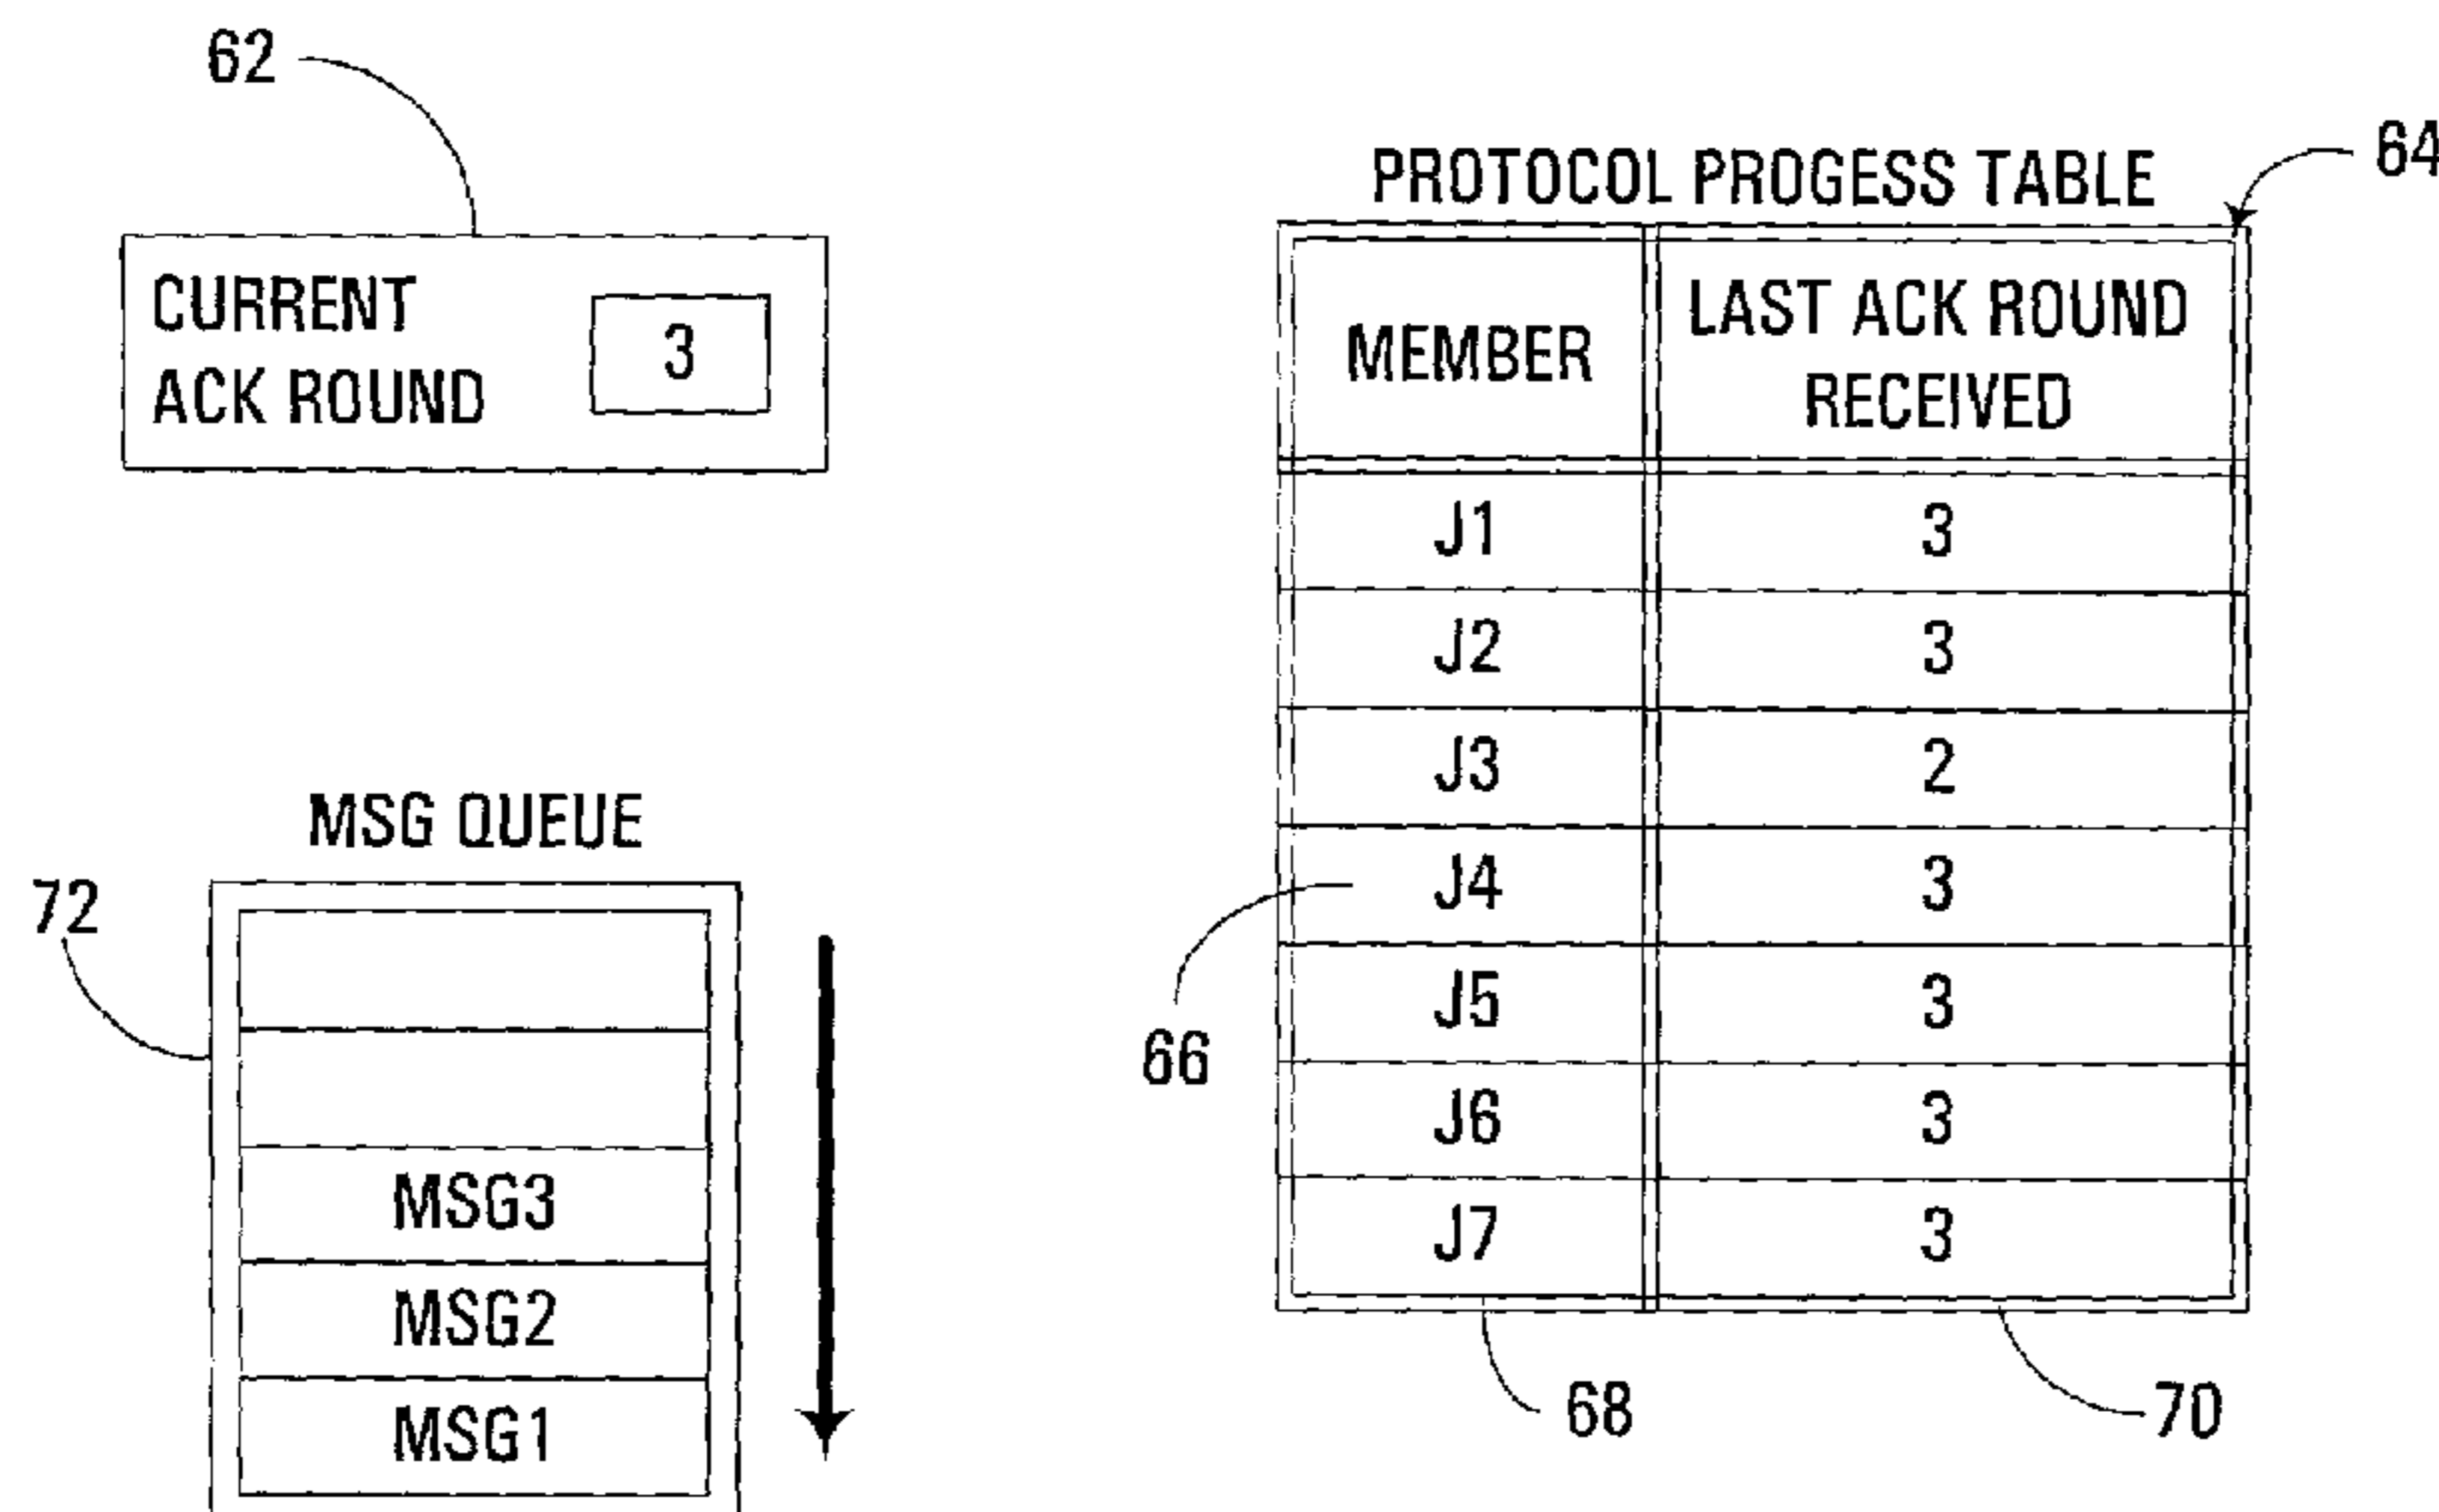 62
CURRENT
ACK ROUND
3
PROTOCOL PROGESS TABLE
64
MEMBER
LAST ACK ROUND
RECEIVED
J1 3
J2 3
J3 2
J4 3
J5 3
J6 3
J7 3
66
68
70
MSG QUEUE
72
MSG3
MSG2
MSG1